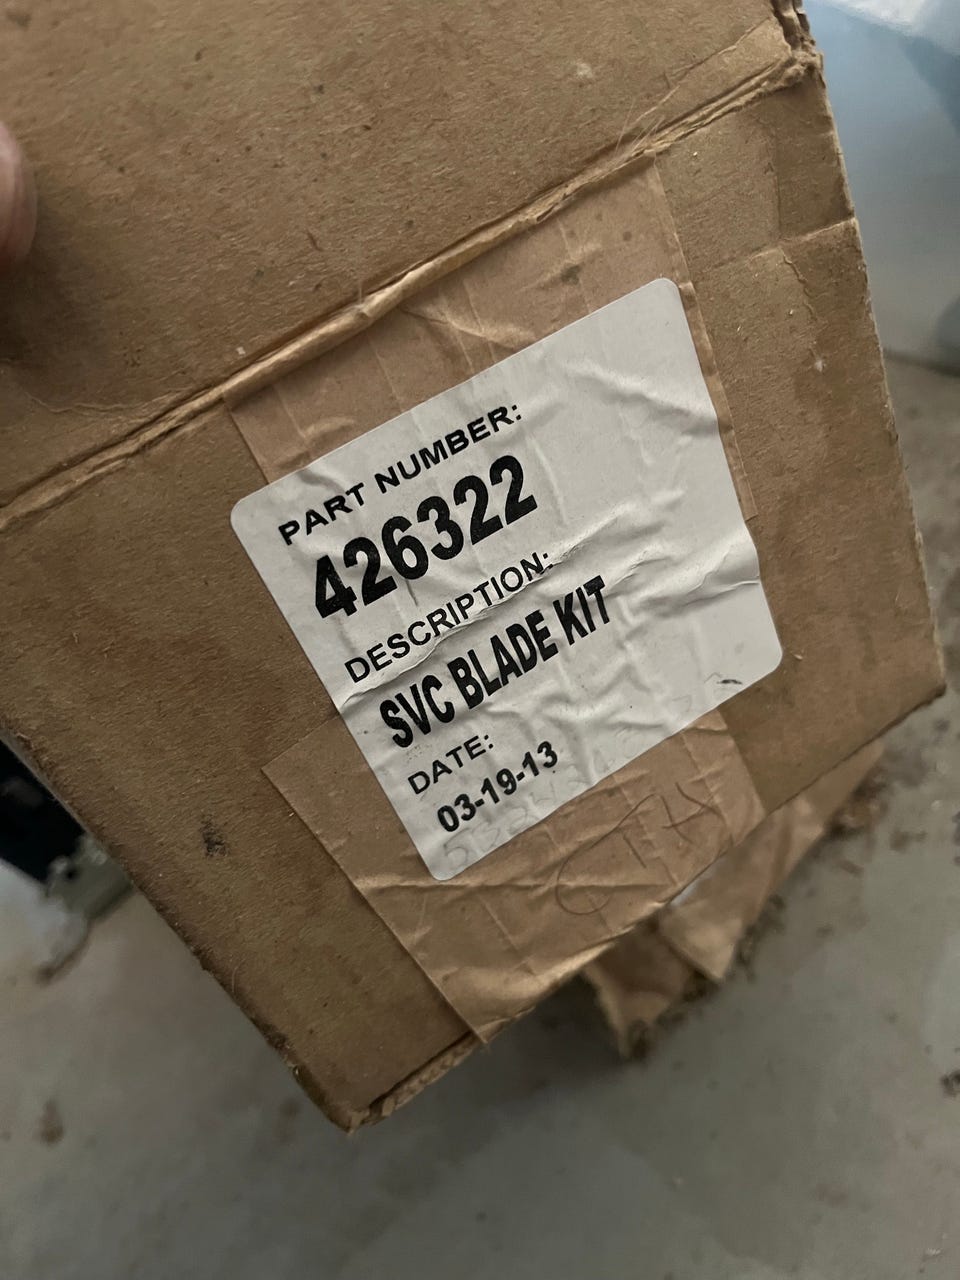 PART NUMBER:
426322
DESCRIPTION:
SVC BLADE KIT
DATE:
03-19-13